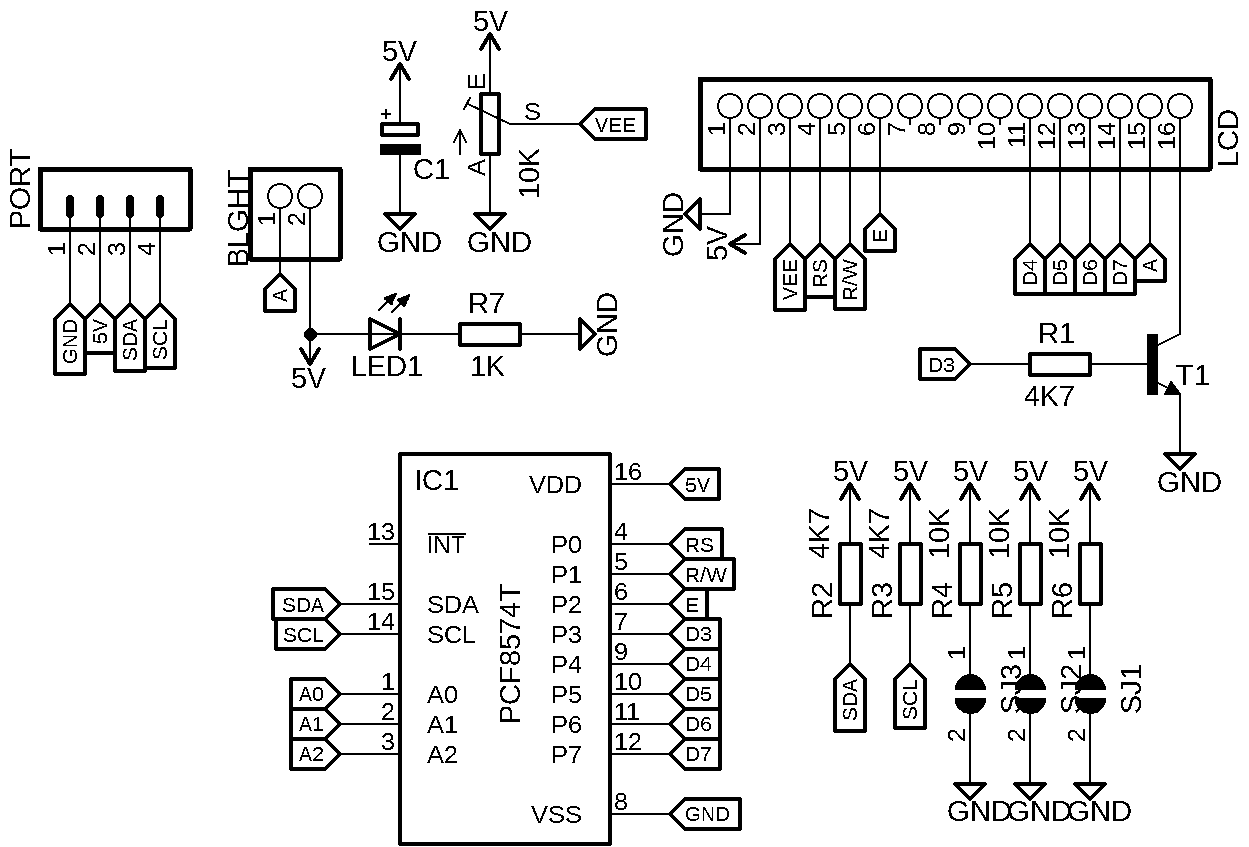 PORT
1
2
3
4
GND
5V
SDA
SCL
BLGHT
1
2
A
5V
LED1
R7
1K
GND
5V
+
C1
GND
5V
E
S
A
10K
GND
VEE
LCD
1
2
3
4
5
6
7
8
9
10
11
12
13
14
15
16
GND
5V
VEE
RS
R/W
E
D4
D5
D6
D7
A
D3
R1
4K7
T1
GND
IC1
PCF8574T
13
INT
15
SDA
SDA
14
SCL
SCL
1
A0
A0
2
A1
A1
3
A2
A2
VDD
16
5V
P0
4
RS
P1
5
R/W
P2
6
E
P3
7
D3
P4
9
D4
P5
10
D5
P6
11
D6
P7
12
D7
VSS
8
GND
5V
4K7
R2
SDA
5V
4K7
R3
SCL
5V
10K
R4
1
SJ3
2
GND
5V
10K
R5
1
SJ2
2
GND
5V
10K
R6
1
SJ1
2
GND